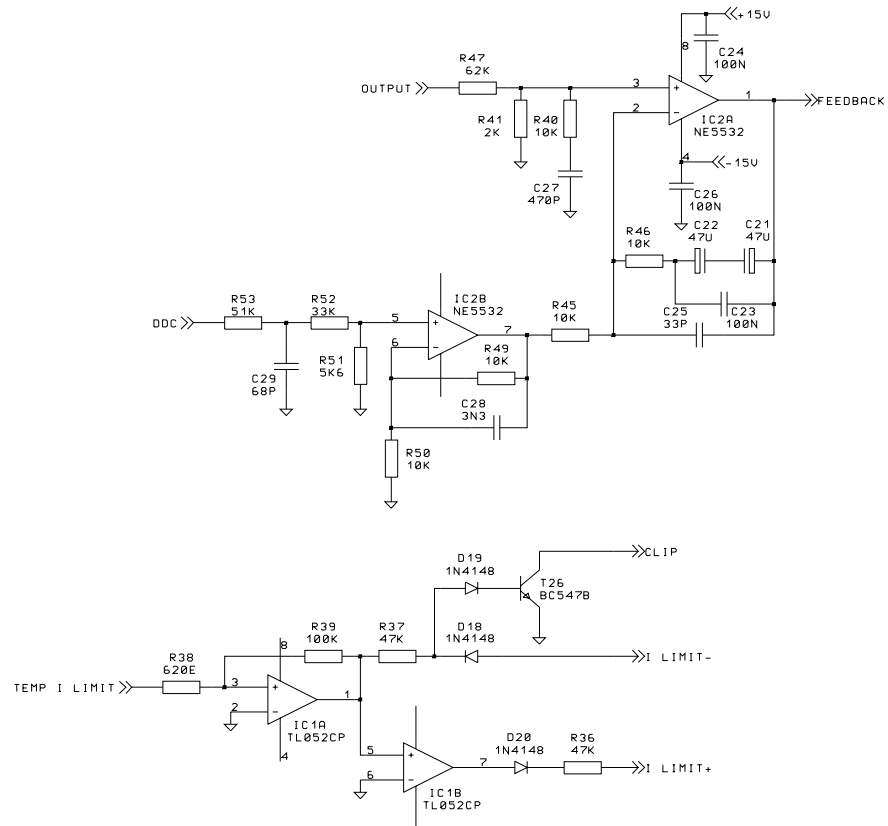 +15V
8
C24
100N
R47
62K
OUTPUT
3
+
1
FEEDBACK
2
-
IC2A
NE5532
R41
2K
R40
10K
4
-15V
C27
470P
C26
100N
R46
10K
C22
47U
C21
47U
IC2B
NE5532
R53
51K
R52
33K
DDC
5
+
7
R45
10K
C25
33P
C23
100N
6
-
R49
10K
R51
5K6
C29
68P
C28
3N3
R50
10K
D19
1N4148
CLIP
T26
BC547B
R39
100K
8
R37
47K
D18
1N4148
R38
620E
I LIMIT-
TEMP I LIMIT
3
+
1
2
-
IC1A
TL052CP
4
5
+
7
D20
1N4148
R36
47K
I LIMIT+
6
-
IC1B
TL052CP